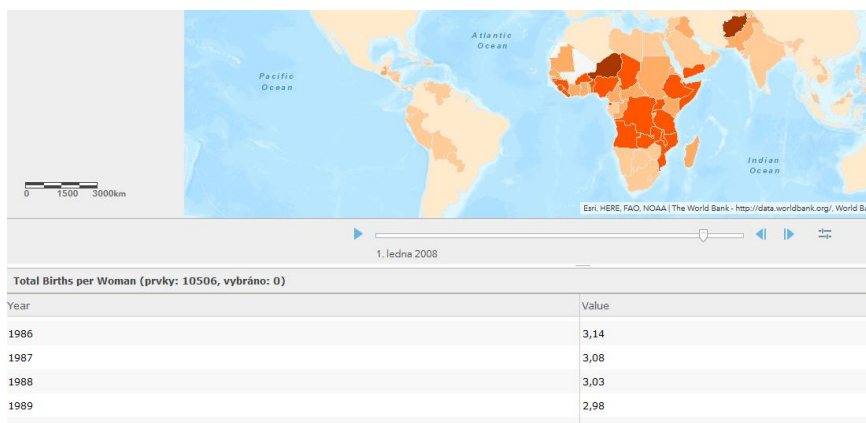 Atlantic
Ocean
Pacific
Ocean
Indian
Ocean
0 1500 3000km
Esri, HERE, FAO, NOAA | The World Bank - http://data.worldbank.org/, World Ba
1. ledna 2008
Total Births per Woman (prvky: 10506, vybráno: 0)
Year Value
1986 3,14
1987 3,08
1988 3,03
1989 2,98